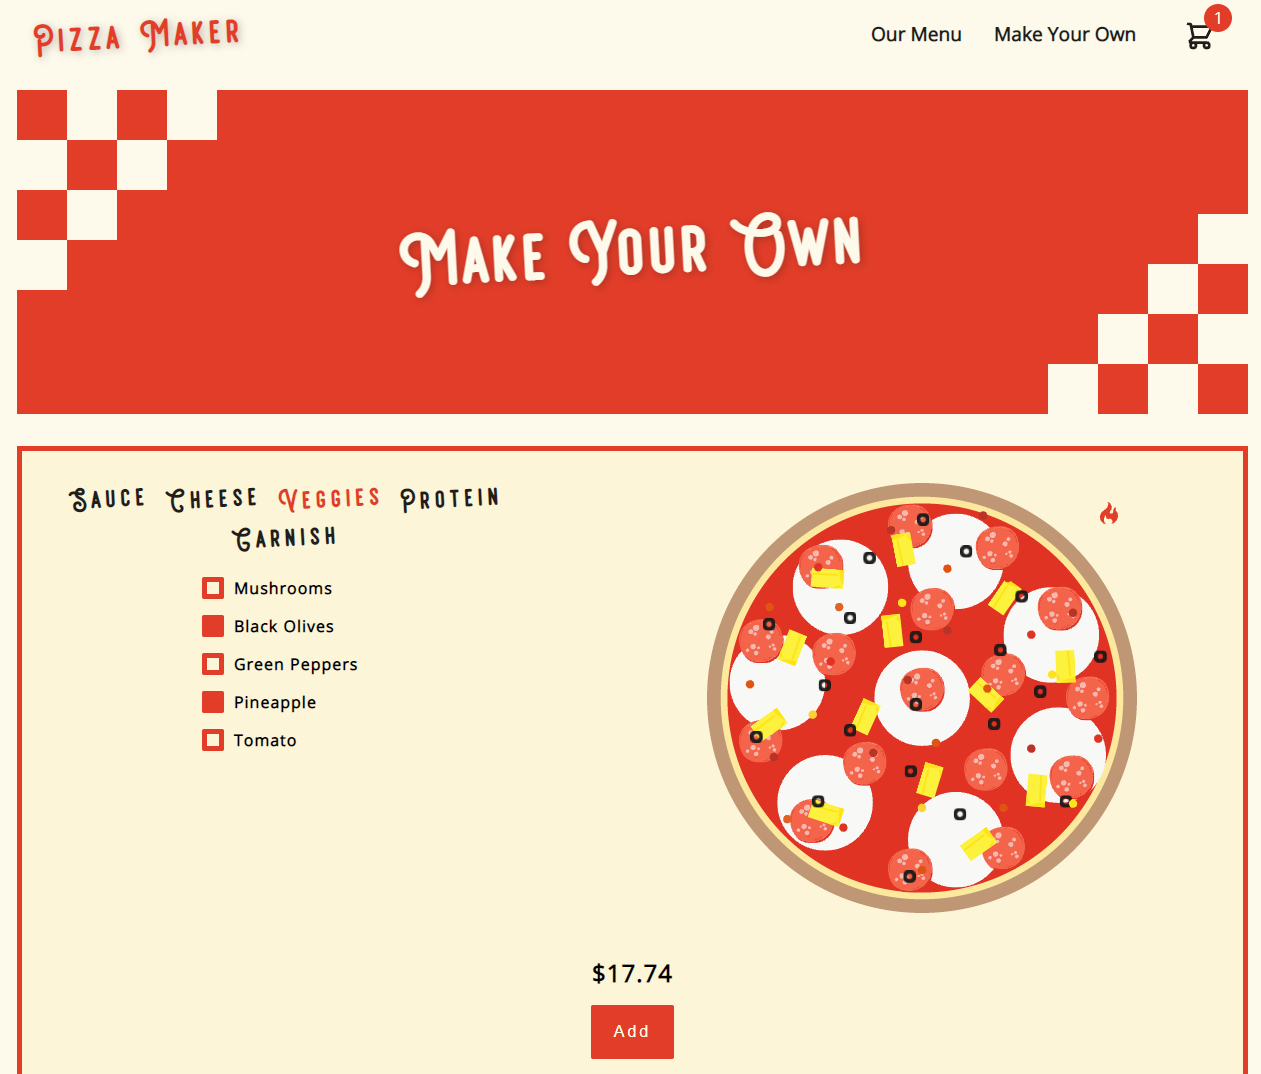 Pizza Maker
Our Menu Make Your Own 1
Make Your Own
Sauce Cheese Veggies Protein
Garnish
Mushrooms
Black Olives
Green Peppers
Pineapple
Tomato
$17.74
Add